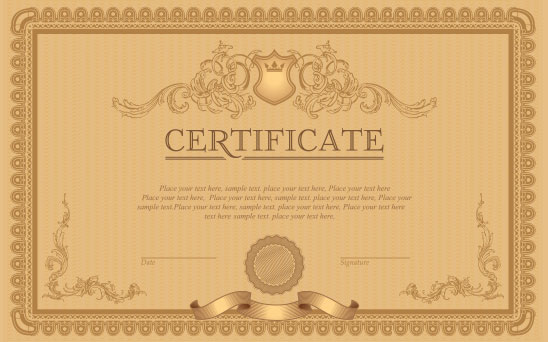 CERTIFICATE
Place your text here, sample text. place your text here, Place your text here
Place your text here, Place your text here, sample text. place your text here, Place your
sample text.Place your text here, sample text. place your text here, Place your text here
text here sample text. place your text here,
Date
Signature